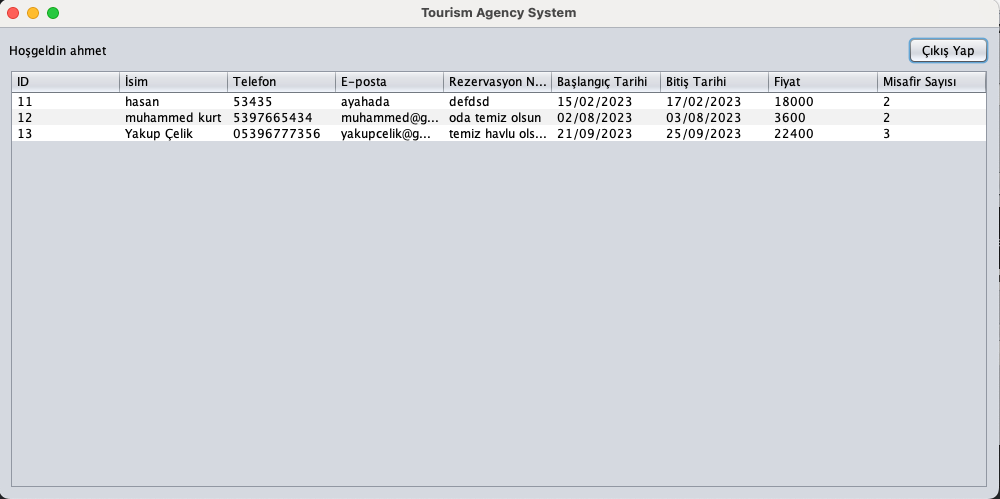 Tourism Agency System
Hoşgeldin ahmet Çıkış Yap
ID İsim Telefon E-posta Rezervasyon N... Başlangıç Tarihi Bitiş Tarihi Fiyat Misafir Sayısı
11 hasan 53435 ayahada defdsd 15/02/2023 17/02/2023 18000 2
12 muhammed kurt 5397665434 muhammed@g... oda temiz olsun 02/08/2023 03/08/2023 3600 2
13 Yakup Çelik 05396777356 yakupcelik@g... temiz havlu ols... 21/09/2023 25/09/2023 22400 3